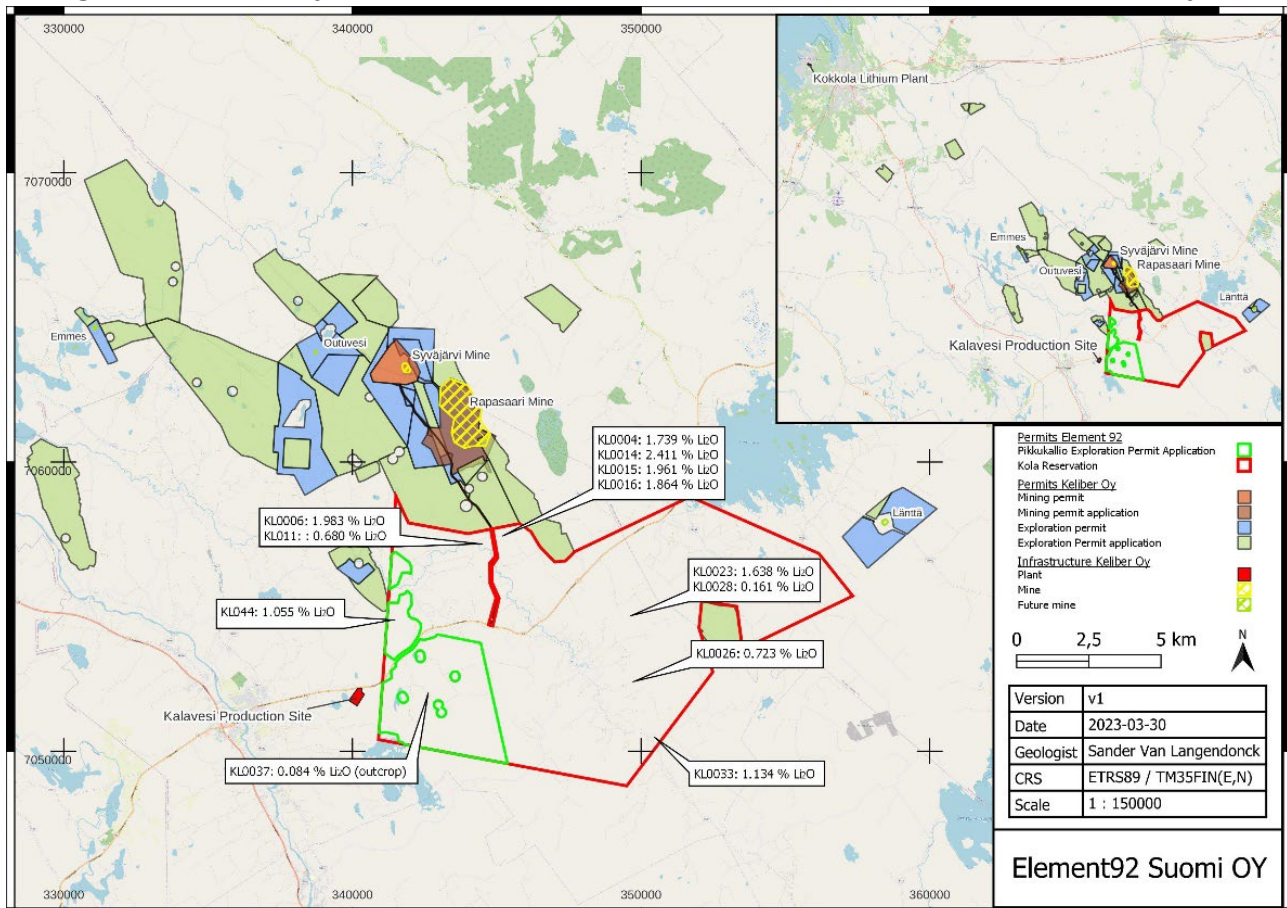 330000
340000
350000
7070000
7060000
7050000
Emmes
Outuvesi
Syväjärvi Mine
Rapasaari Mine
KL0004: 1.739 % Li₂O
KL0014: 2.411 % Li₂O
KL0015: 1.961 % Li₂O
KL0016: 1.864 % Li₂O
KL0006: 1.983 % Li₂O
KL011: : 0.680 % Li₂O
Länttä
KL0023: 1.638 % Li₂O
KL0028: 0.161 % Li₂O
KL044: 1.055 % Li₂O
KL0026: 0.723 % Li₂O
Kalavesi Production Site
KL0037: 0.084 % Li₂O (outcrop)
KL0033: 1.134 % Li₂O
330000
340000
350000
360000
Kokkola Lithium Plant
Emmes
Syväjärvi Mine
Rapasaari Mine
Outuvesi
Länttä
Kalavesi Production Site
Permits Element 92
Pikkukallio Exploration Permit Application
Kola Reservation
Permits Keliber Oy
Mining permit
Mining permit application
Exploration permit
Exploration Permit application
Infrastructure Keliber Oy
Plant
Mine
Future mine
0 2,5 5 km
N
Version v1
Date 2023-03-30
Geologist Sander Van Langendonck
CRS ETRS89 / TM35FIN(E,N)
Scale 1 : 150000
Element92 Suomi OY